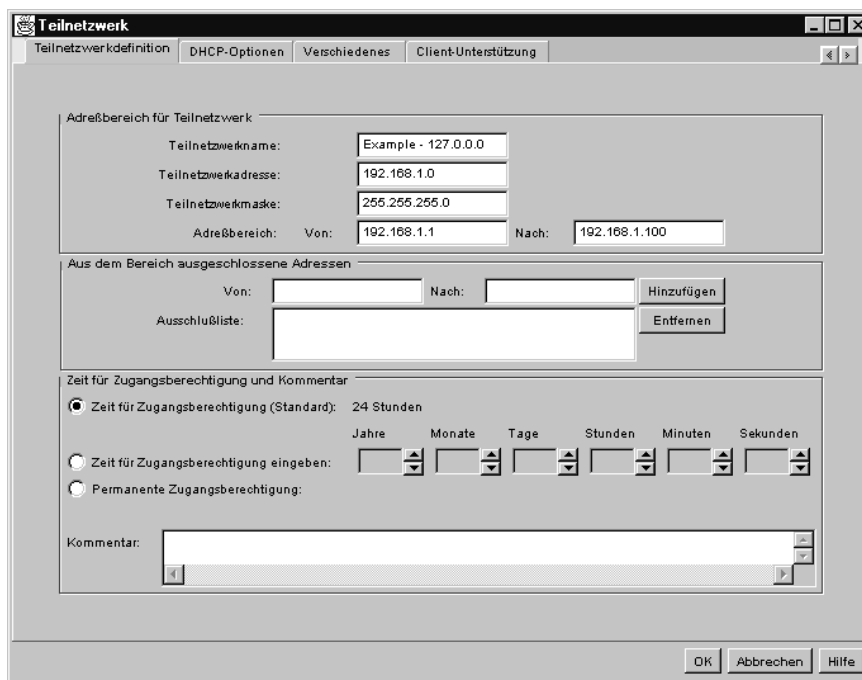 Teilnetzwerk
Teilnetzwerkdefinition DHCP-Optionen Verschiedenes Client-Unterstützung
Adreßbereich für Teilnetzwerk
Teilnetzwerkname: Example - 127.0.0.0
Teilnetzwerkadresse: 192.168.1.0
Teilnetzwerkmaske: 255.255.255.0
Adreßbereich: Von: 192.168.1.1 Nach: 192.168.1.100
Aus dem Bereich ausgeschlossene Adressen
Von: Nach: Hinzufügen
Ausschlußliste: Entfernen
Zeit für Zugangsberechtigung und Kommentar
Zeit für Zugangsberechtigung (Standard): 24 Stunden
Jahre Monate Tage Stunden Minuten Sekunden
Zeit für Zugangsberechtigung eingeben:
Permanente Zugangsberechtigung:
Kommentar:
OK Abbrechen Hilfe